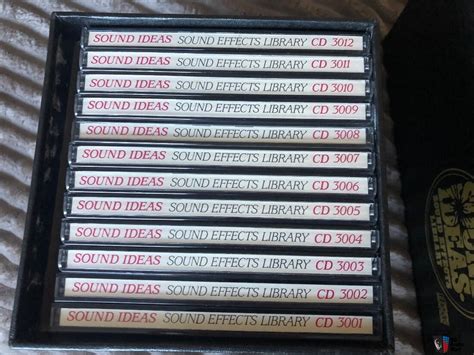 SOUND IDEAS SOUND EFFECTS LIBRARY CD 3012
SOUND IDEAS SOUND EFFECTS LIBRARY CD 3011
SOUND IDEAS SOUND EFFECTS LIBRARY CD 3010
SOUND IDEAS SOUND EFFECTS LIBRARY CD 3009
SOUND IDEAS SOUND EFFECTS LIBRARY CD 3008
SOUND IDEAS SOUND EFFECTS LIBRARY CD 3007
SOUND IDEAS SOUND EFFECTS LIBRARY CD 3006
SOUND IDEAS SOUND EFFECTS LIBRARY CD 3005
SOUND IDEAS SOUND EFFECTS LIBRARY CD 3004
SOUND IDEAS SOUND EFFECTS LIBRARY CD 3003
SOUND IDEAS SOUND EFFECTS LIBRARY CD 3002
SOUND IDEAS SOUND EFFECTS LIBRARY CD 3001
IDEAS